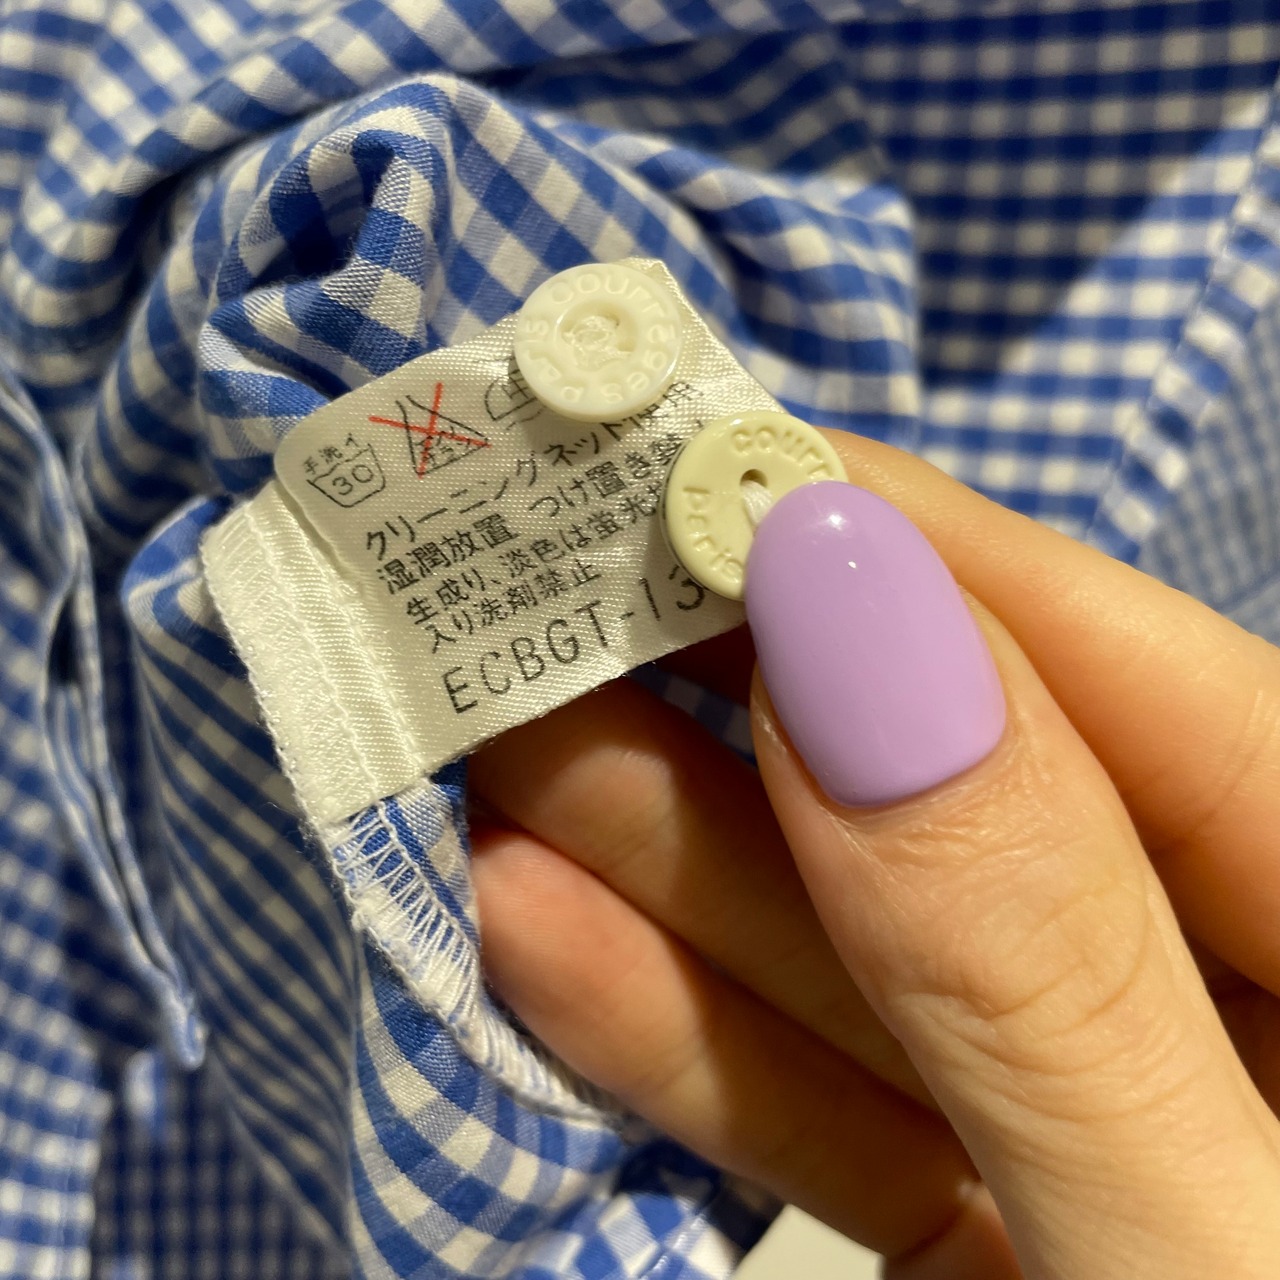 courreges
paris
courr
paris
手洗イ
30
クリーニングネット使用
湿潤放置 つけ置き禁
生成り、淡色は蛍光
入り洗剤禁止
ECBGT-13